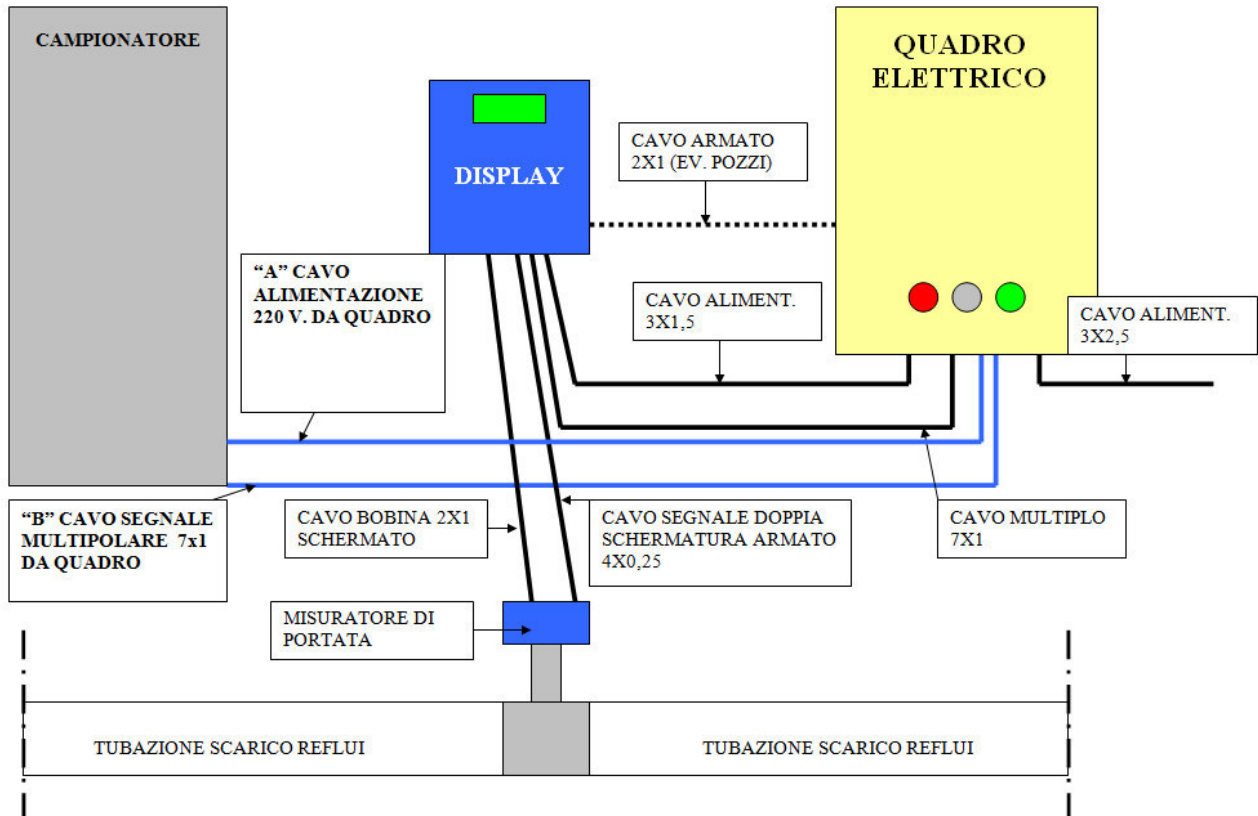 CAMPIONATORE
QUADRO
ELETTRICO
CAVO ARMATO
2X1 (EV. POZZI)
DISPLAY
“A” CAVO
ALIMENTAZIONE
220 V. DA QUADRO
CAVO ALIMENT.
3X1,5
CAVO ALIMENT.
3X2,5
“B” CAVO SEGNALE
MULTIPOLARE 7x1
DA QUADRO
CAVO BOBINA 2X1
SCHERMATO
CAVO SEGNALE DOPPIA
SCHERMATURA ARMATO
4X0,25
CAVO MULTIPLO
7X1
MISURATORE DI
PORTATA
TUBAZIONE SCARICO REFLUI
TUBAZIONE SCARICO REFLUI